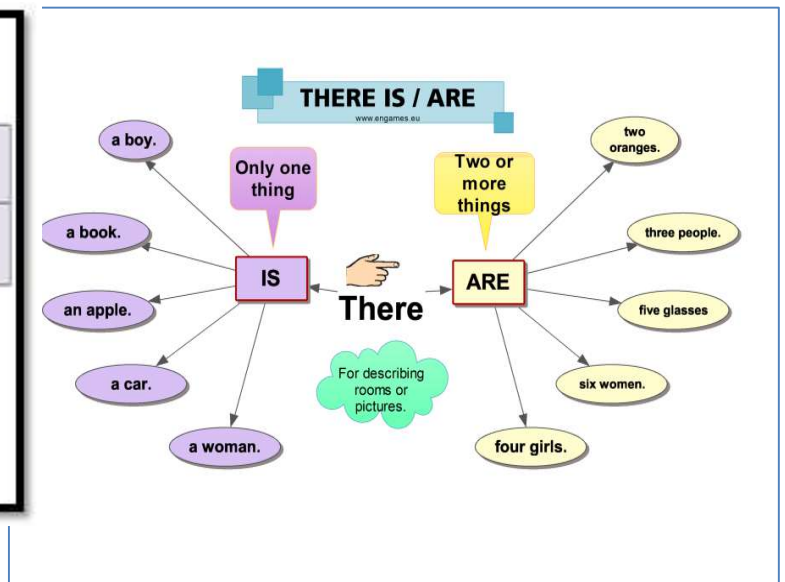 THERE IS / ARE
www.engames.eu
a boy.
Only one
thing
Two or
more
things
two
oranges.
a book.
three people.
IS
There
ARE
an apple.
five glasses
a car.
For describing
rooms or
pictures.
six women.
a woman.
four girls.